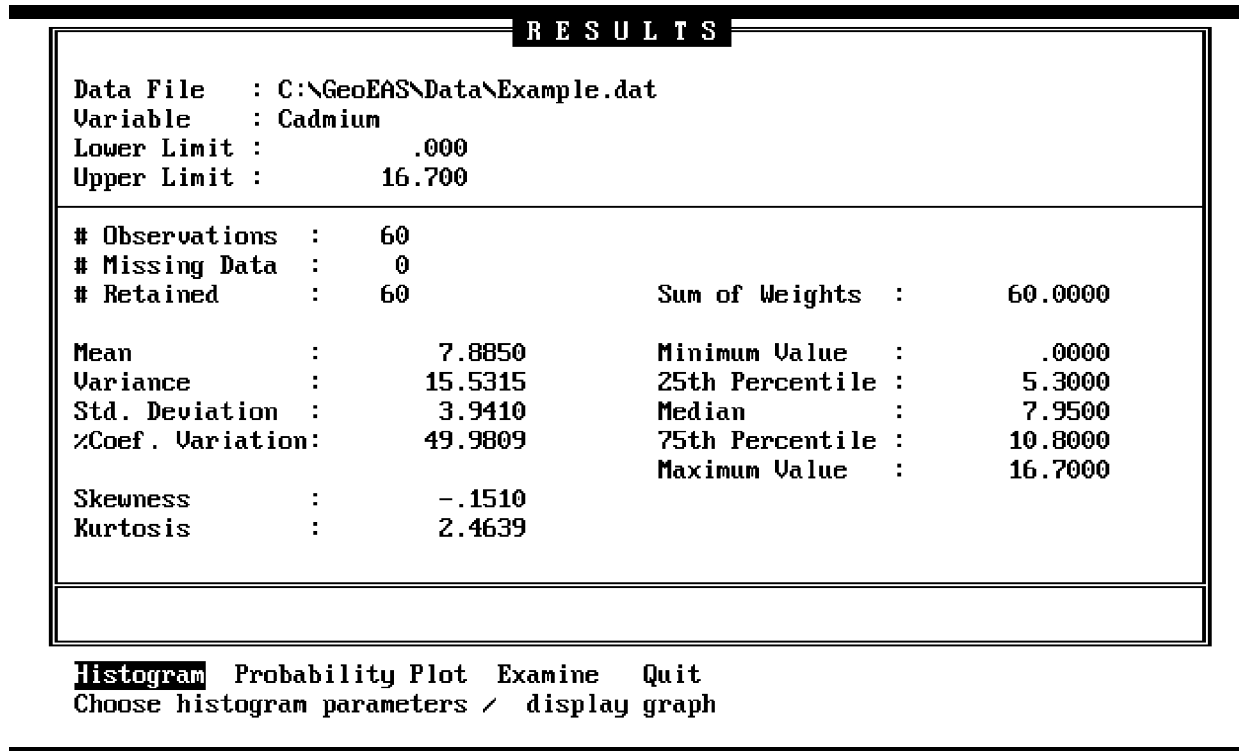 R E S U L T S
Data File : C:\GeoEAS\Data\Example.dat
Variable : Cadmium
Lower Limit : .000
Upper Limit : 16.700
# Observations : 60
# Missing Data : 0
# Retained : 60 Sum of Weights : 60.0000
Mean : 7.8850 Minimum Value : .0000
Variance : 15.5315 25th Percentile : 5.3000
Std. Deviation : 3.9410 Median : 7.9500
%Coef. Variation: 49.9809 75th Percentile : 10.8000
Maximum Value : 16.7000
Skewness : -.1510
Kurtosis : 2.4639
Histogram Probability Plot Examine Quit
Choose histogram parameters / display graph